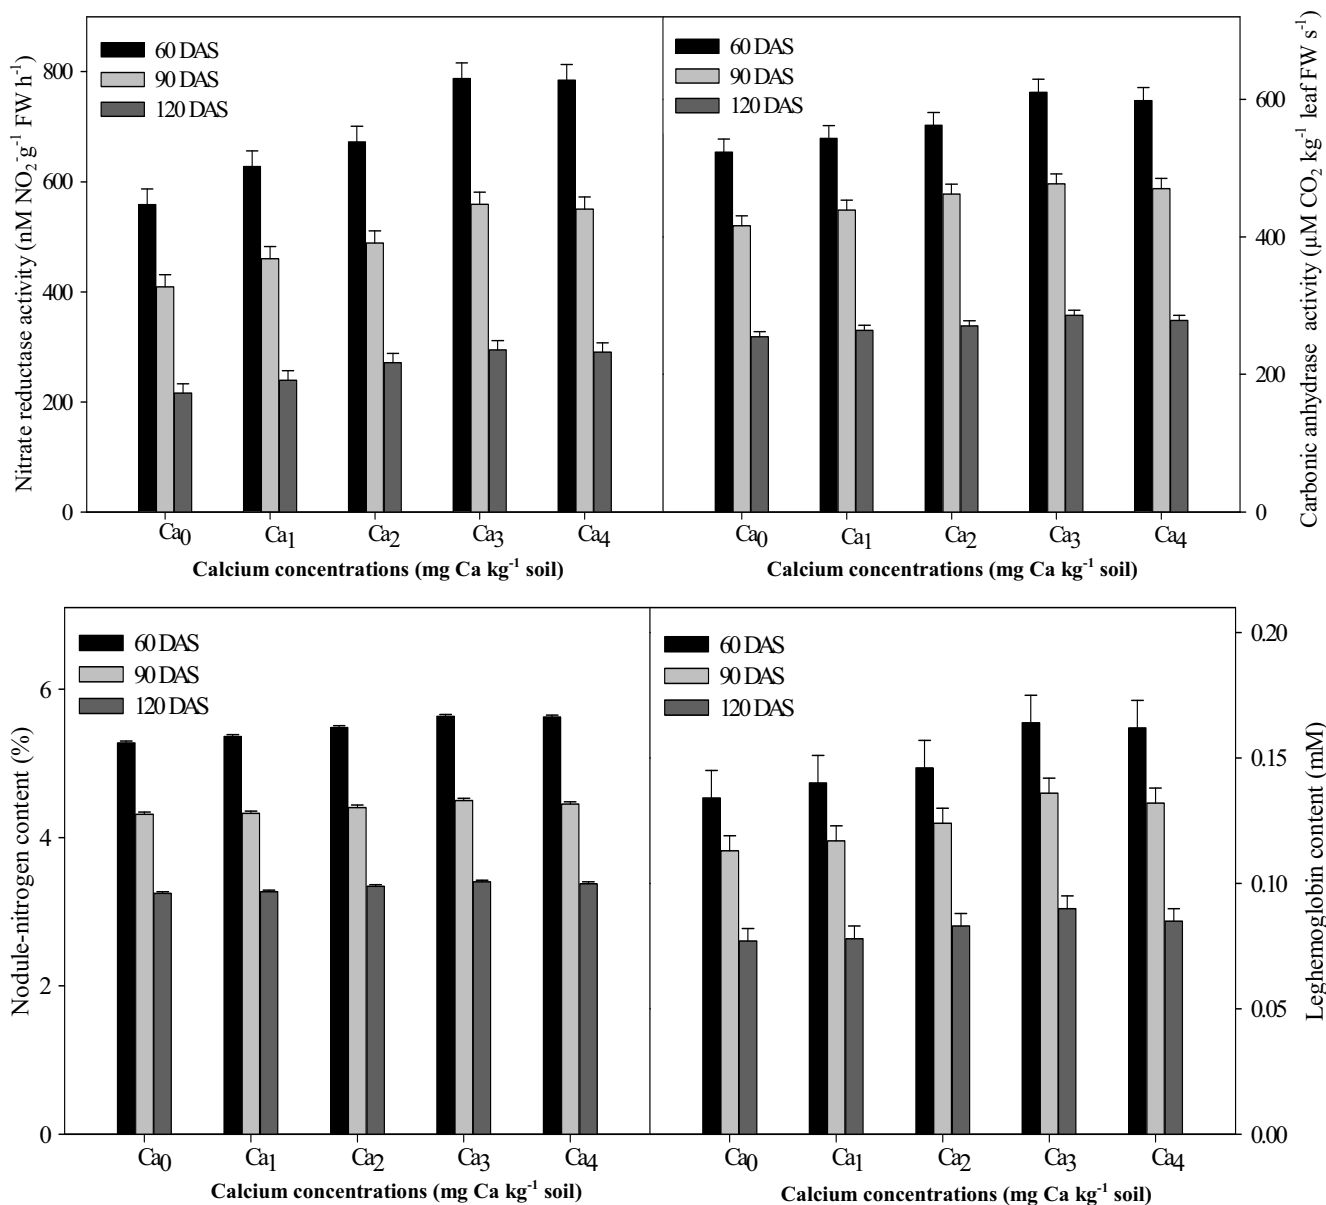 Nitrate reductase activity (nM NO₂⁻ g⁻¹ FW h⁻¹)
800
600
400
200
0
60 DAS
90 DAS
120 DAS
Ca₀ Ca₁ Ca₂ Ca₃ Ca₄
Calcium concentrations (mg Ca kg⁻¹ soil)
60 DAS
90 DAS
120 DAS
Ca₀ Ca₁ Ca₂ Ca₃ Ca₄
Calcium concentrations (mg Ca kg⁻¹ soil)
600
400
200
0
Carbonic anhydrase activity (µM CO₂ kg⁻¹ leaf FW s⁻¹)
Nodule-nitrogen content (%)
6
4
2
0
60 DAS
90 DAS
120 DAS
Ca₀ Ca₁ Ca₂ Ca₃ Ca₄
Calcium concentrations (mg Ca kg⁻¹ soil)
60 DAS
90 DAS
120 DAS
Ca₀ Ca₁ Ca₂ Ca₃ Ca₄
Calcium concentrations (mg Ca kg⁻¹ soil)
0.20
0.15
0.10
0.05
0.00
Leghemoglobin content (mM)